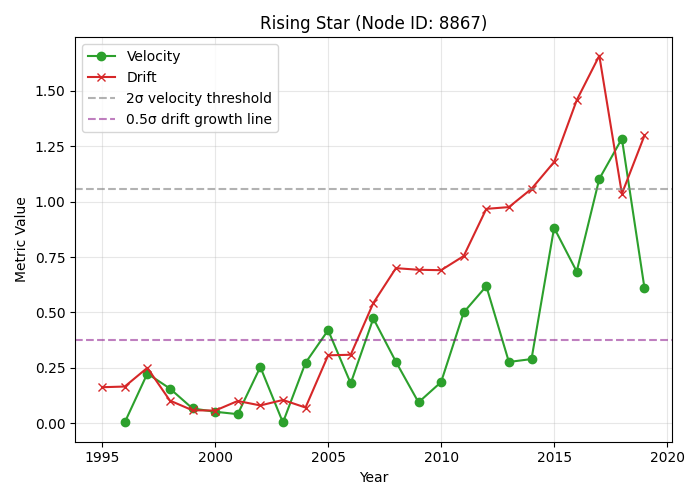 Rising Star (Node ID: 8867)
Velocity
Drift
2σ velocity threshold
0.5σ drift growth line
Metric Value
1.50
1.25
1.00
0.75
0.50
0.25
0.00
1995 2000 2005 2010 2015 2020
Year